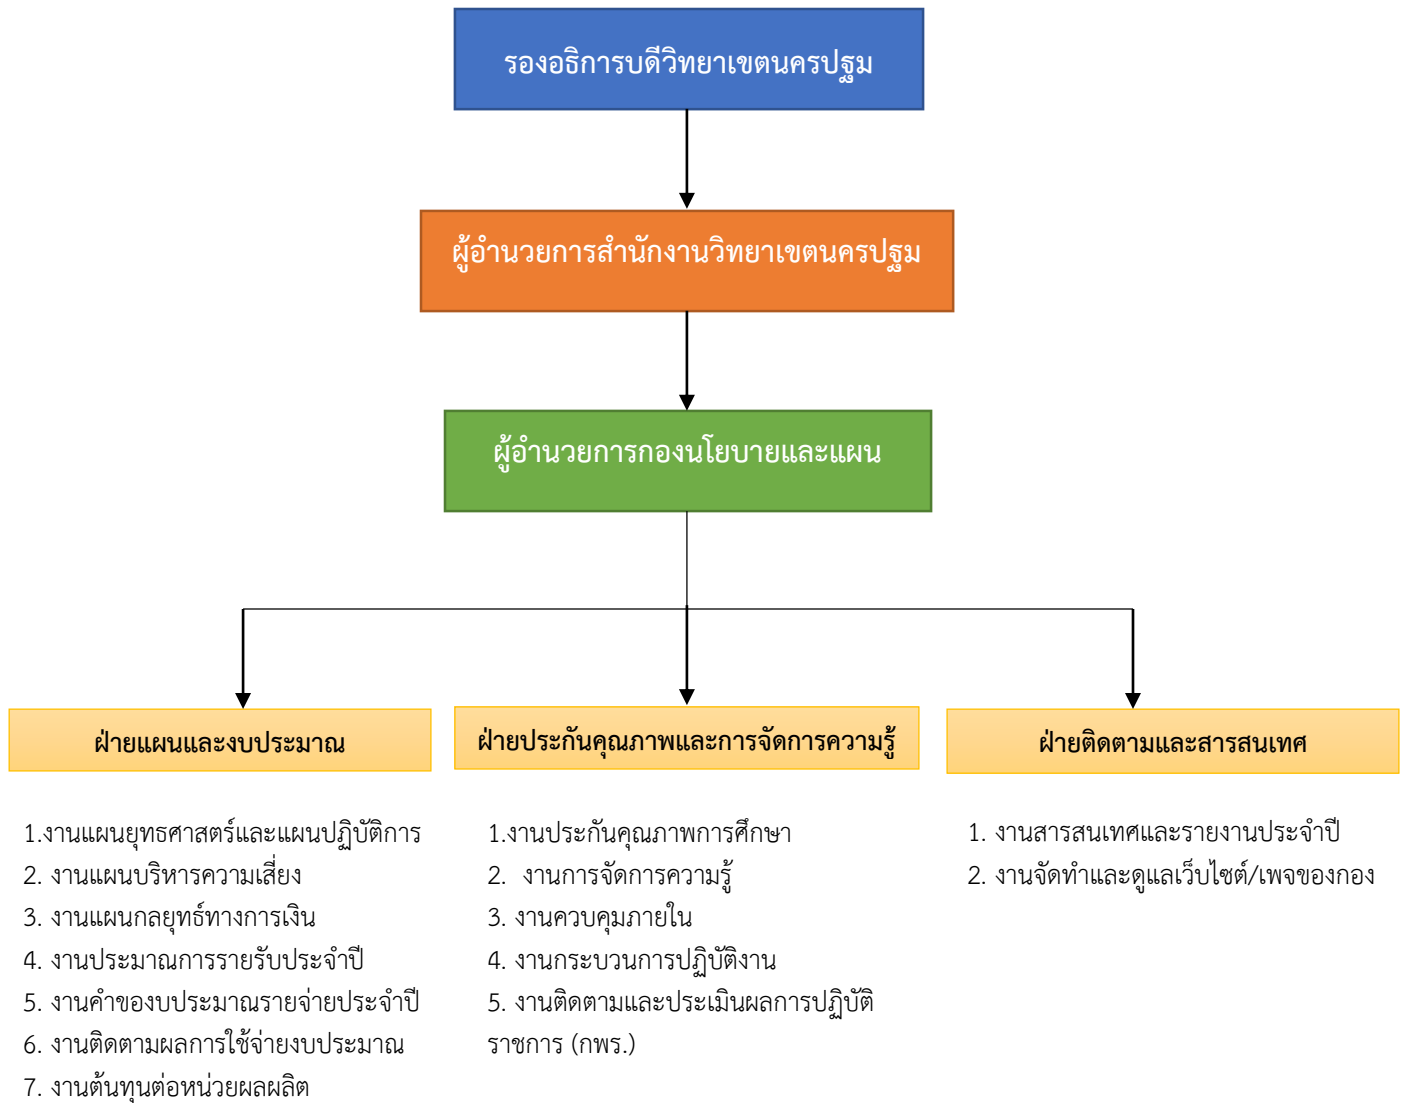 รองอธิการบดีวิทยาเขตนครปฐม
ผู้อำนวยการสำนักงานวิทยาเขตนครปฐม
ผู้อำนวยการกองนโยบายและแผน
ฝ่ายแผนและงบประมาณ
1.งานแผนยุทธศาสตร์และแผนปฏิบัติการ
2. งานแผนบริหารความเสี่ยง
3. งานแผนกลยุทธ์ทางการเงิน
4. งานประมาณการรายรับประจำปี
5. งานคำของบประมาณรายจ่ายประจำปี
6. งานติดตามผลการใช้จ่ายงบประมาณ
7. งานต้นทุนต่อหน่วยผลผลิต
ฝ่ายประกันคุณภาพและการจัดการความรู้
1.งานประกันคุณภาพการศึกษา
2. งานการจัดการความรู้
3. งานควบคุมภายใน
4. งานกระบวนการปฏิบัติงาน
5. งานติดตามและประเมินผลการปฏิบัติ
ราชการ (กพร.)
ฝ่ายติดตามและสารสนเทศ
1. งานสารสนเทศและรายงานประจำปี
2. งานจัดทำและดูแลเว็บไซต์/เพจของกอง